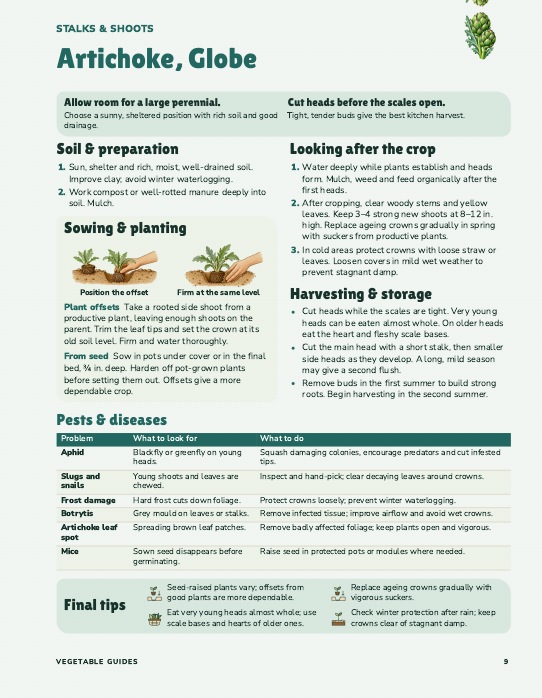 STALKS & SHOOTS
Artichoke, Globe
Allow room for a large perennial.
Choose a sunny, sheltered position with rich soil and good
drainage.
Cut heads before the scales open.
Tight, tender buds give the best kitchen harvest.
Soil & preparation
1. Sun, shelter and rich, moist, well-drained soil.
Improve clay; avoid winter waterlogging.
2. Work compost or well-rotted manure deeply into
soil. Mulch.
Sowing & planting
Position the offset
Firm at the same level
Plant offsets Take a rooted side shoot from a
productive plant, leaving enough shoots on the
parent. Trim the leaf tips and set the crown at its
old soil level. Firm and water thoroughly.
From seed Sow in pots under cover or in the final
bed, ¾ in. deep. Harden off pot-grown plants
before setting them out. Offsets give a more
dependable crop.
Looking after the crop
1. Water deeply while plants establish and heads
form. Mulch, weed and feed organically after the
first heads.
2. After cropping, clear woody stems and yellow
leaves. Keep 3–4 strong new shoots at 8–12 in.
high. Replace ageing crowns gradually in spring
with suckers from productive plants.
3. In cold areas protect crowns with loose straw or
leaves. Loosen covers in mild wet weather to
prevent stagnant damp.
Harvesting & storage
• Cut heads while the scales are tight. Very young
heads can be eaten almost whole. On older heads
eat the heart and fleshy scale bases.
• Cut the main head with a short stalk, then smaller
side heads as they develop. A long, mild season
may give a second flush.
• Remove buds in the first summer to build strong
roots. Begin harvesting in the second summer.
Pests & diseases
Problem What to look for What to do
Aphid Blackfly or greenfly on young Squash damaging colonies, encourage predators and cut infested
heads. tips.
Slugs and Young shoots and leaves are Inspect and hand-pick; clear decaying leaves around crowns.
snails chewed.
Frost damage Hard frost cuts down foliage. Protect crowns loosely; prevent winter waterlogging.
Botrytis Grey mould on leaves or stalks. Remove infected tissue; improve airflow and avoid wet crowns.
Artichoke leaf Spreading brown leaf patches. Remove badly affected foliage; keep plants open and vigorous.
spot
Mice Sown seed disappears before Raise seed in protected pots or modules where needed.
germinating.
Final tips
Seed-raised plants vary; offsets from
good plants are more dependable.
Eat very young heads almost whole; use
scale bases and hearts of older ones.
Replace ageing crowns gradually with
vigorous suckers.
Check winter protection after rain; keep
crowns clear of stagnant damp.
VEGETABLE GUIDES 9